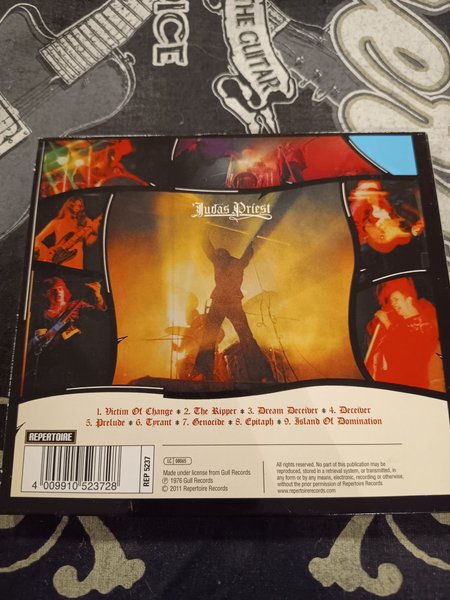 THE GUITAR
ICE
Judas Priest
1. Victim Of Change * 2. The Ripper * 3. Dream Deceiver * 4. Deceiver
5. Prelude * 6. Tyrant * 7. Genocide * 8. Epitaph * 9. Island Of Domination
REPERTOIRE
4 009910 523728
REP 5237
LC 08065
Made under license from Gull Records
℗ 1976 Gull Records
© 2011 Repertoire Records
All rights reserved. No part of this publication may be
reproduced, stored in a retrieval system, or transmitted, in
any form or by any means, electronic, recording or otherwise,
without the prior permission of Repertoire Records
www.repertoirerecords.com